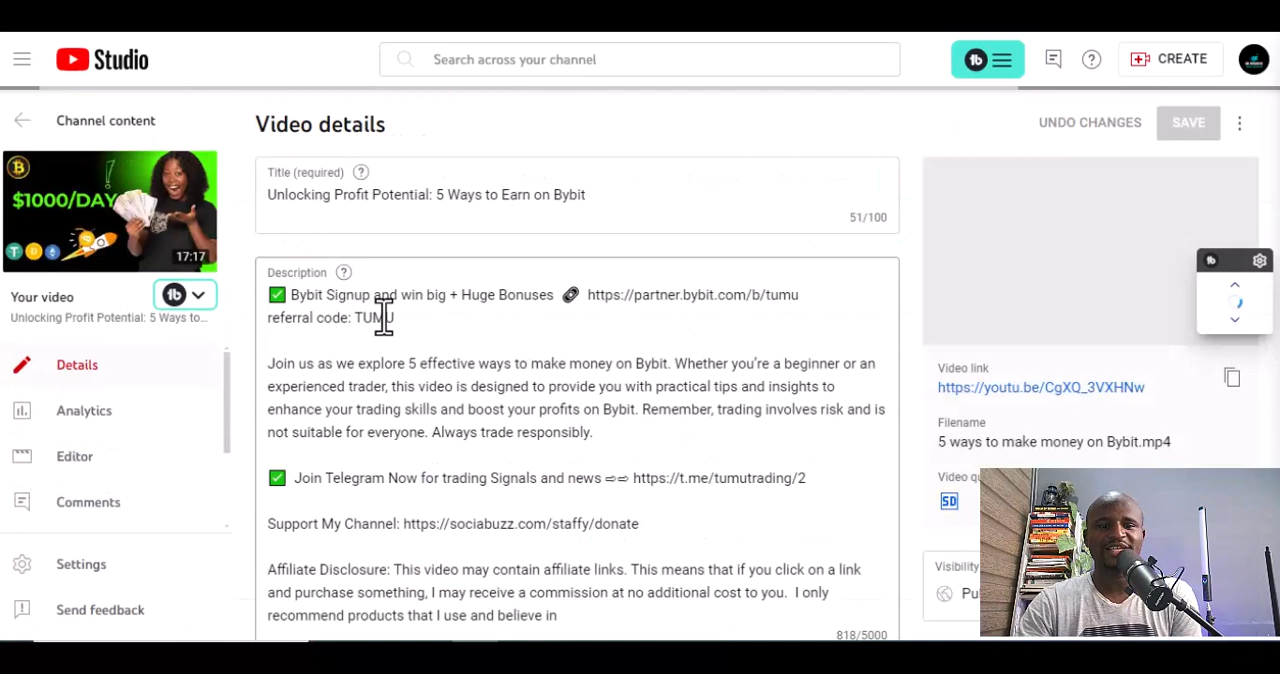 Studio
Search across your channel
CREATE
Channel content
Video details
UNDO CHANGES
SAVE
$1000/DAY
17:17
Your video
Unlocking Profit Potential: 5 Ways to...
Title (required)
Unlocking Profit Potential: 5 Ways to Earn on Bybit
51/100
Description
Bybit Signup and win big + Huge Bonuses https://partner.bybit.com/b/tumu
referral code: TUMU
Join us as we explore 5 effective ways to make money on Bybit. Whether you're a beginner or an
experienced trader, this video is designed to provide you with practical tips and insights to
enhance your trading skills and boost your profits on Bybit. Remember, trading involves risk and is
not suitable for everyone. Always trade responsibly.
Join Telegram Now for trading Signals and news ⇨⇨ https://t.me/tumutrading/2
Support My Channel: https://sociabuzz.com/staffy/donate
Affiliate Disclosure: This video may contain affiliate links. This means that if you click on a link
and purchase something, I may receive a commission at no additional cost to you. I only
recommend products that I use and believe in
818/5000
Details
Analytics
Editor
Comments
Settings
Send feedback
Video link
https://youtu.be/CgXQ_3VXHNw
Filename
5 ways to make money on Bybit.mp4
Video qu
SD
Visibility
Pu